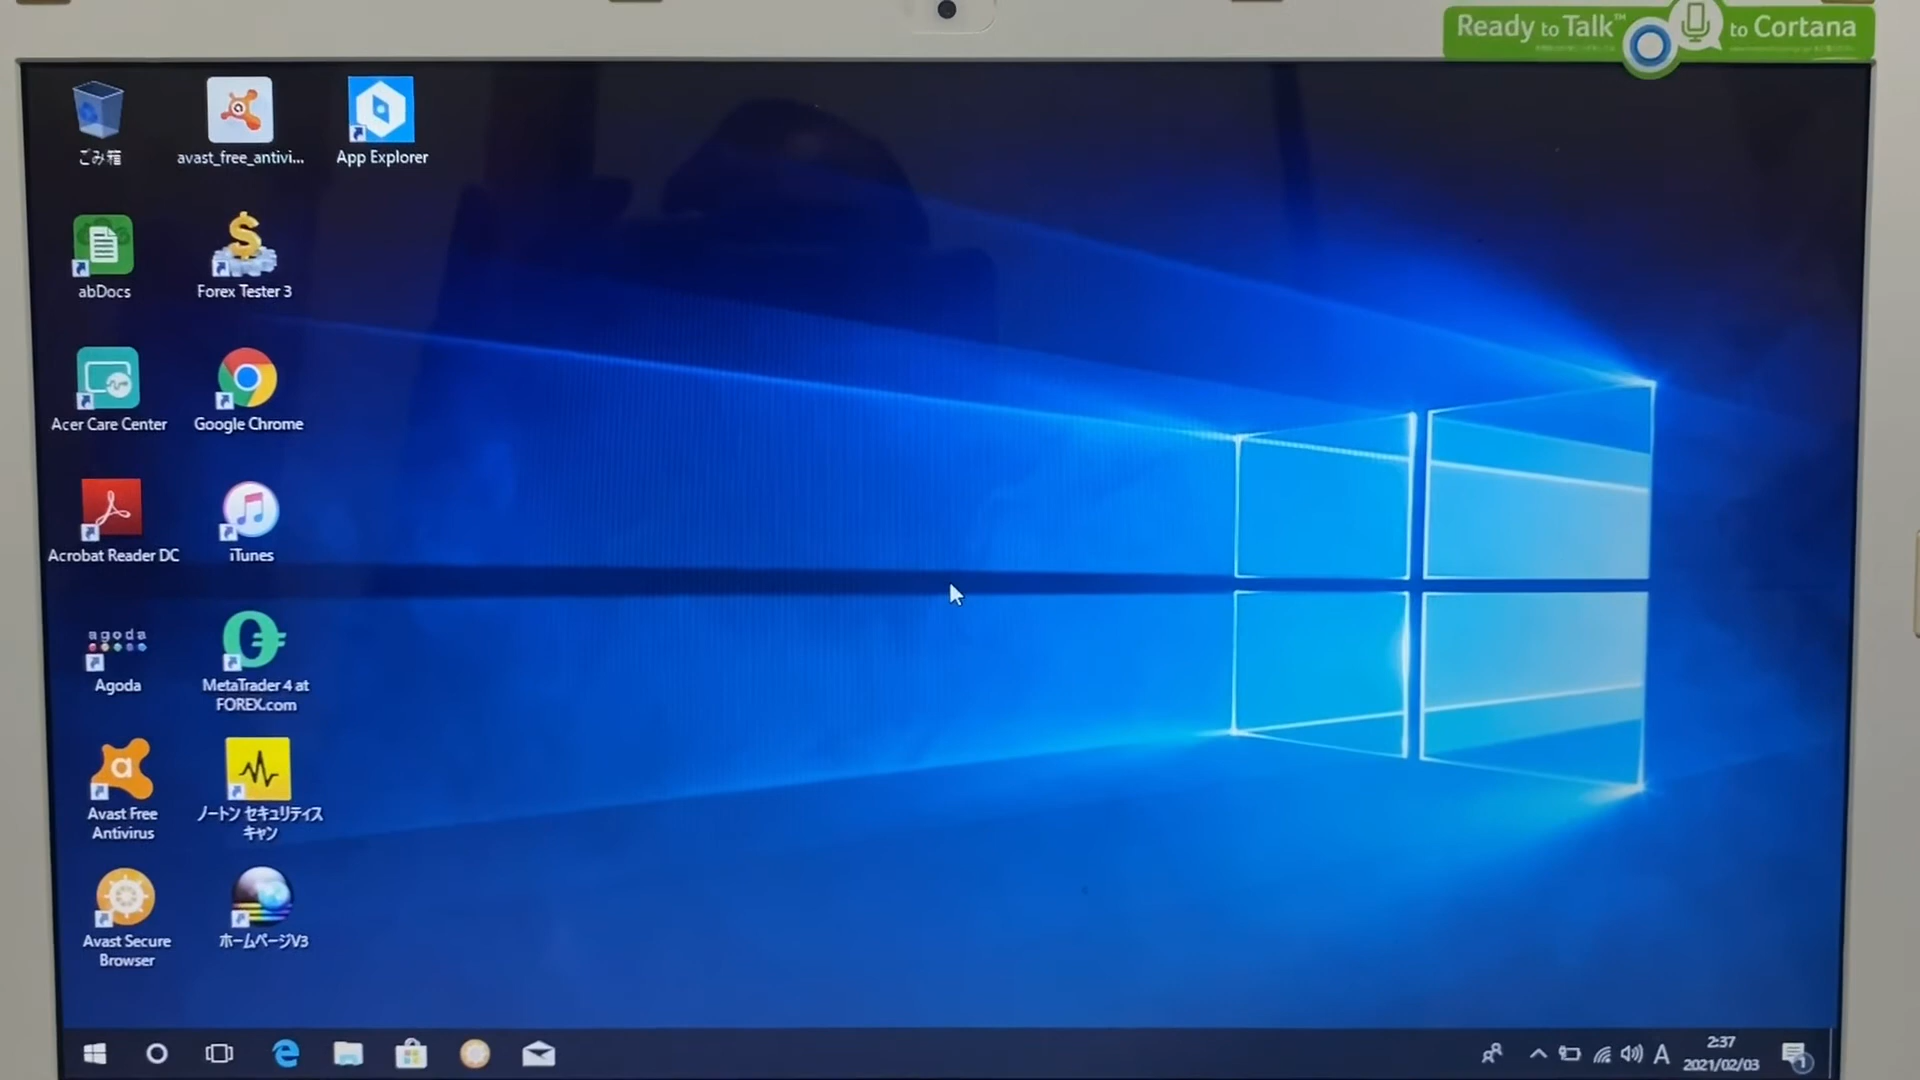 Ready to Talk™ to Cortana
ごみ箱
avast_free_antivi...
App Explorer
abDocs
Forex Tester 3
Acer Care Center
Google Chrome
Acrobat Reader DC
iTunes
agoda
Agoda
MetaTrader 4 at
FOREX.com
a
Avast Free
Antivirus
ノートン セキュリティス
キャン
Avast Secure
Browser
ホームページV3
A
2:37
2021/02/03
1